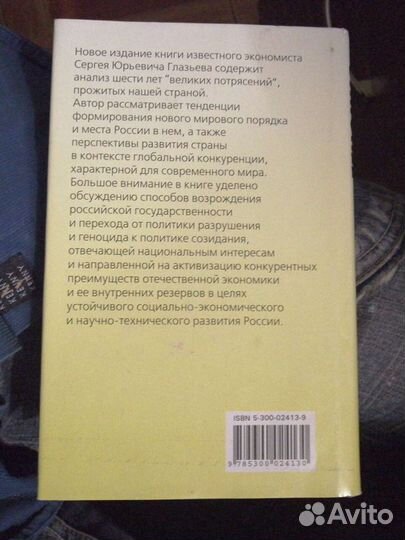 Новое издание книги известного экономиста
Сергея Юрьевича Глазьева содержит
анализ шести лет "великих потрясений",
прожитых нашей страной.
Автор рассматривает тенденции
формирования нового мирового порядка
и места России в нем, а также
перспективы развития страны
в контексте глобальной конкуренции,
характерной для современного мира.
Большое внимание в книге уделено
обсуждению способов возрождения
российской государственности
и перехода от политики разрушения
и геноцида к политике созидания,
отвечающей национальным интересам
и направленной на активизацию конкурентных
преимуществ отечественной экономики
и ее внутренних резервов в целях
устойчивого социально-экономического
и научно-технического развития России.
ISBN 5-300-02413-9
9 785300 024130
Avito